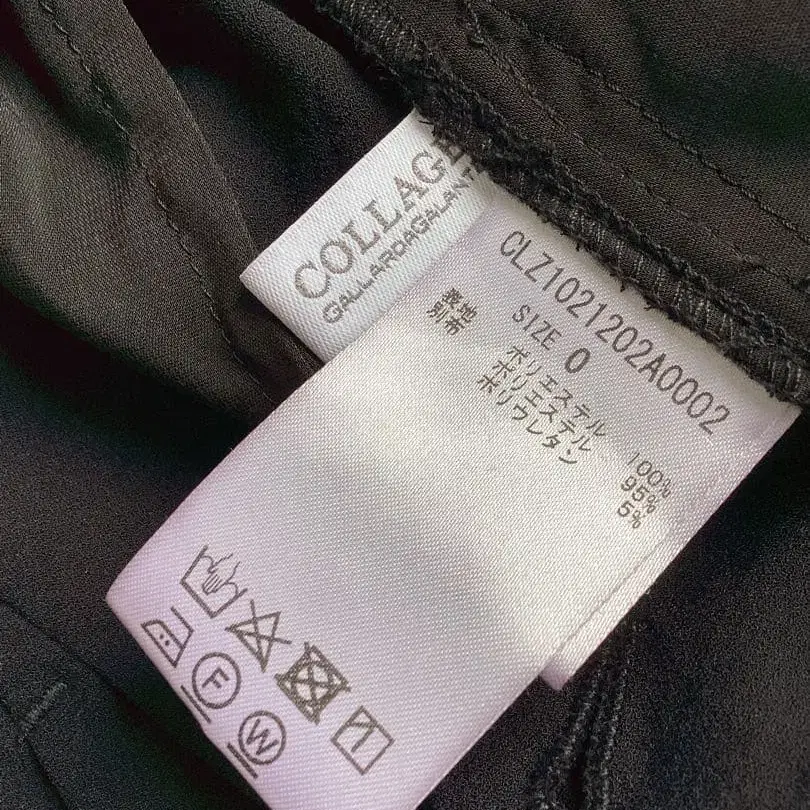 COLLAGE
GALLARDAGALANT
CLZ1021202A0002
SIZE 0
表地 ポリエステル 100%
別布 ポリエステル 95%
ポリウレタン 5%
F
W